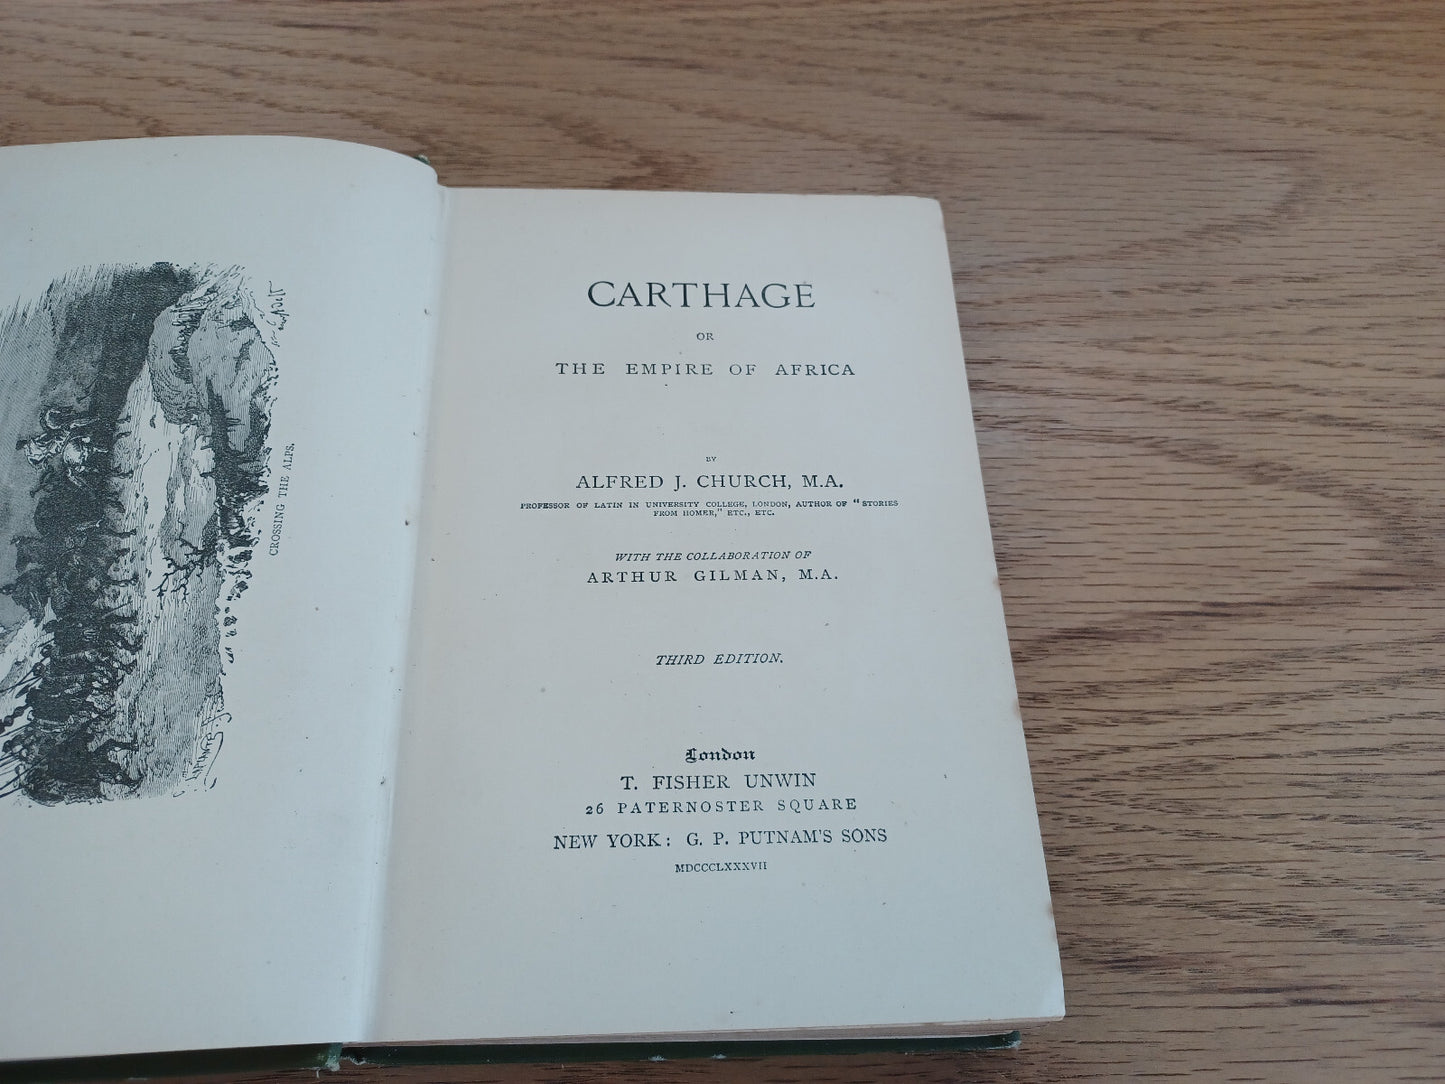 CROSSING THE ALPS.
CARTHAGE
OR
THE EMPIRE OF AFRICA
BY
ALFRED J. CHURCH, M.A.
PROFESSOR OF LATIN IN UNIVERSITY COLLEGE, LONDON, AUTHOR OF "STORIES
FROM HOMER," ETC., ETC.
WITH THE COLLABORATION OF
ARTHUR GILMAN, M.A.
THIRD EDITION.
London
T. FISHER UNWIN
26 PATERNOSTER SQUARE
NEW YORK: G. P. PUTNAM'S SONS
MDCCCLXXXVII